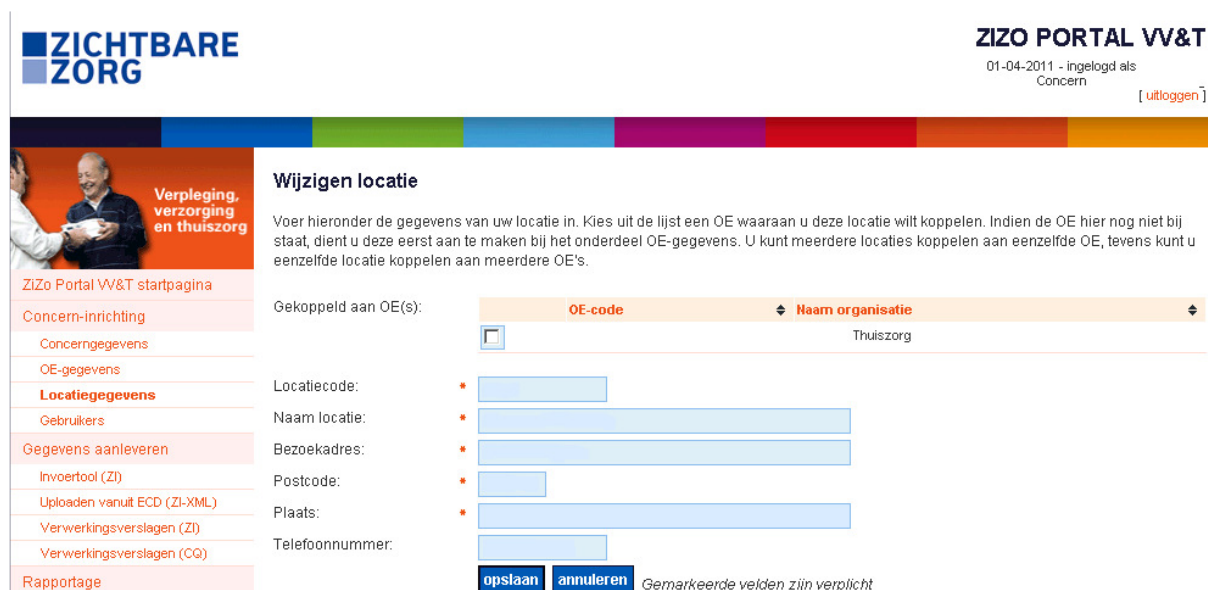 ZICHTBARE
ZORG
ZIZO PORTAL VV&T
01-04-2011 - ingelogd als
Concern
[ uitloggen ]
Verpleging,
verzorging
en thuiszorg
ZiZo Portal VV&T startpagina
Concern-inrichting
Concerngegevens
OE-gegevens
Locatiegegevens
Gebruikers
Gegevens aanleveren
Invoertool (ZI)
Uploaden vanuit ECD (ZI-XML)
Verwerkingsverslagen (ZI)
Verwerkingsverslagen (CQ)
Rapportage
Wijzigen locatie
Voer hieronder de gegevens van uw locatie in. Kies uit de lijst een OE waaraan u deze locatie wilt koppelen. Indien de OE hier nog niet bij
staat, dient u deze eerst aan te maken bij het onderdeel OE-gegevens. U kunt meerdere locaties koppelen aan eenzelfde OE, tevens kunt u
eenzelfde locatie koppelen aan meerdere OE's.
Gekoppeld aan OE(s):
OE-code Naam organisatie
Thuiszorg
Locatiecode: *
Naam locatie: *
Bezoekadres: *
Postcode: *
Plaats: *
Telefoonnummer:
opslaan annuleren Gemarkeerde velden zijn verplicht